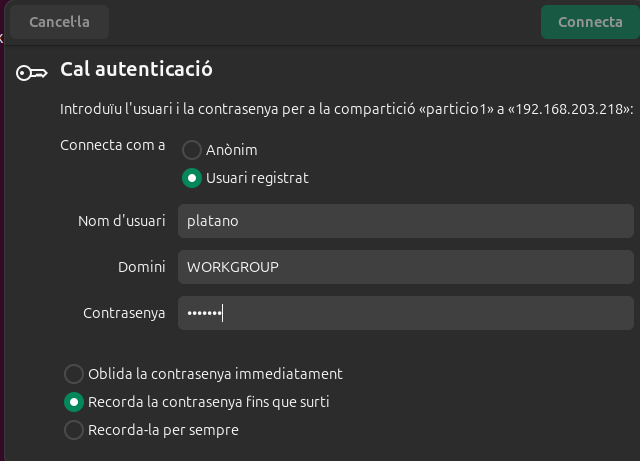 Cancel·la
Connecta
Cal autenticació
Introduïu l'usuari i la contrasenya per a la compartició «particio1» a «192.168.203.218»:
Connecta com a
Anònim
Usuari registrat
Nom d'usuari platano
Domini WORKGROUP
Contrasenya •••••••
Oblida la contrasenya immediatament
Recorda la contrasenya fins que surti
Recorda-la per sempre